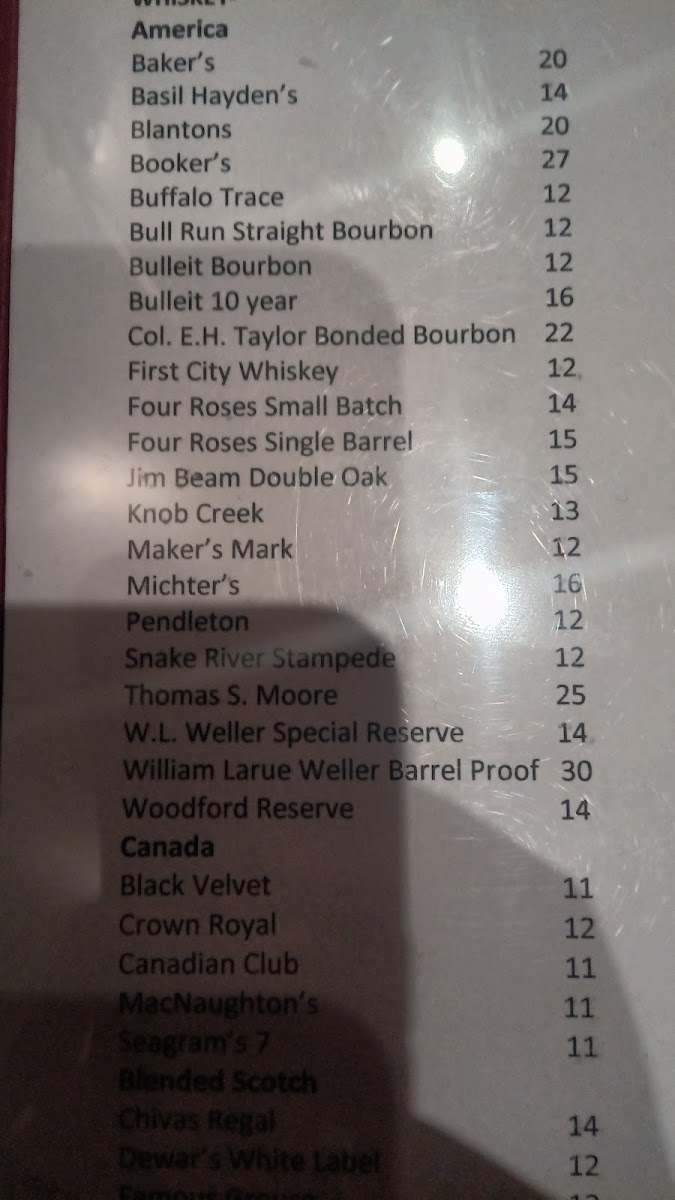 WHISKEY
America
Baker's 20
Basil Hayden's 14
Blantons 20
Booker's 27
Buffalo Trace 12
Bull Run Straight Bourbon 12
Bulleit Bourbon 12
Bulleit 10 year 16
Col. E.H. Taylor Bonded Bourbon 22
First City Whiskey 12
Four Roses Small Batch 14
Four Roses Single Barrel 15
Jim Beam Double Oak 15
Knob Creek 13
Maker's Mark 12
Michter's 16
Pendleton 12
Snake River Stampede 12
Thomas S. Moore 25
W.L. Weller Special Reserve 14
William Larue Weller Barrel Proof 30
Woodford Reserve 14
Canada
Black Velvet 11
Crown Royal 12
Canadian Club 11
MacNaughton's 11
Seagram's 7 11
Blended Scotch
Chivas Regal 14
Dewar's White Label 12
Famous Grouse